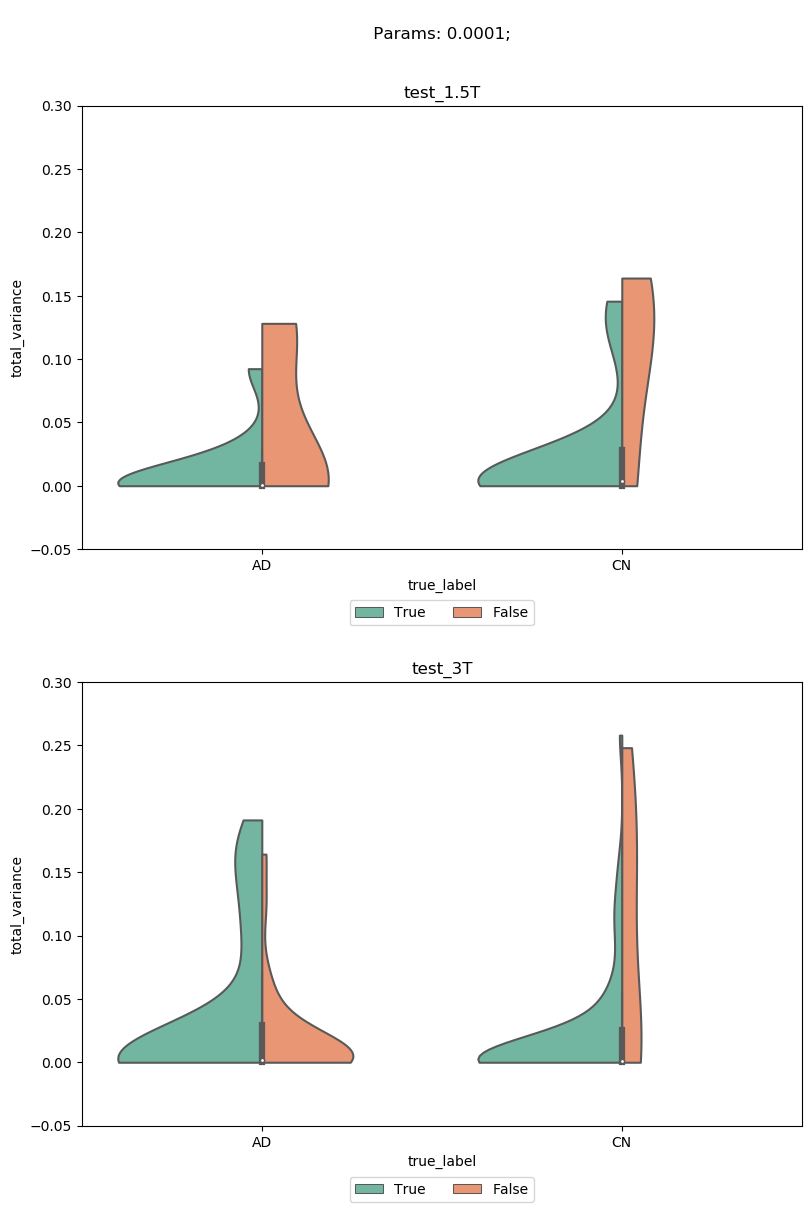 Params: 0.0001;
test_1.5T
0.30
0.25
0.20
0.15
0.10
0.05
0.00
−0.05
total_variance
AD CN
true_label
True False
test_3T
0.30
0.25
0.20
0.15
0.10
0.05
0.00
−0.05
total_variance
AD CN
true_label
True False